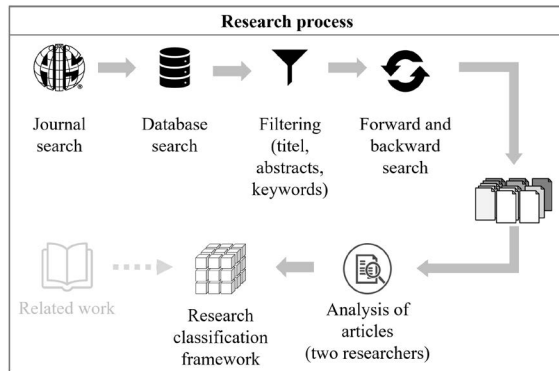 Research process
Journal
search
Database
search
Filtering
(titel,
abstracts,
keywords)
Forward and
backward
search
Related work
Research
classification
framework
Analysis of
articles
(two researchers)